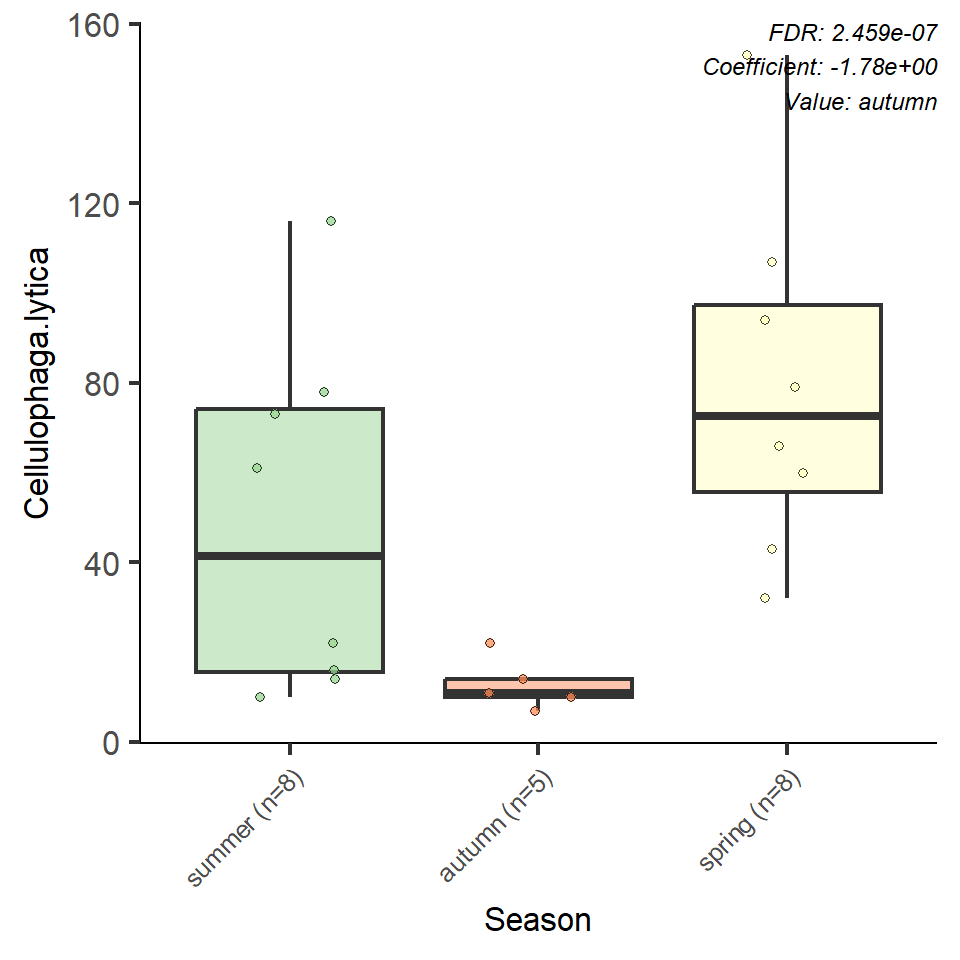 FDR: 2.459e-07
Coefficient: -1.78e+00
Value: autumn
160
120
80
40
0
Cellulophaga.lytica
summer (n=8)
autumn (n=5)
spring (n=8)
Season